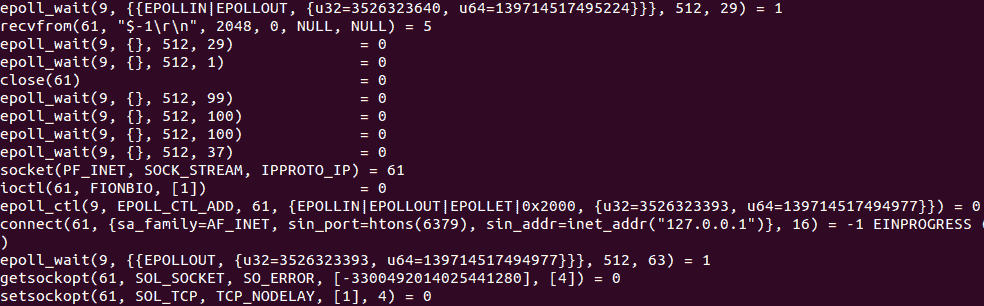 epoll_wait(9, {{EPOLLIN|EPOLLOUT, {u32=3526323640, u64=139714517495224}}}, 512, 29) = 1
recvfrom(61, "$-1\r\n", 2048, 0, NULL, NULL) = 5
epoll_wait(9, {}, 512, 29) = 0
epoll_wait(9, {}, 512, 1) = 0
close(61) = 0
epoll_wait(9, {}, 512, 99) = 0
epoll_wait(9, {}, 512, 100) = 0
epoll_wait(9, {}, 512, 100) = 0
epoll_wait(9, {}, 512, 37) = 0
socket(PF_INET, SOCK_STREAM, IPPROTO_IP) = 61
ioctl(61, FIONBIO, [1]) = 0
epoll_ctl(9, EPOLL_CTL_ADD, 61, {EPOLLIN|EPOLLOUT|EPOLLET|0x2000, {u32=3526323393, u64=139714517494977}}) = 0
connect(61, {sa_family=AF_INET, sin_port=htons(6379), sin_addr=inet_addr("127.0.0.1")}, 16) = -1 EINPROGRESS (
)
epoll_wait(9, {{EPOLLOUT, {u32=3526323393, u64=139714517494977}}}, 512, 63) = 1
getsockopt(61, SOL_SOCKET, SO_ERROR, [-3300492014025441280], [4]) = 0
setsockopt(61, SOL_TCP, TCP_NODELAY, [1], 4) = 0